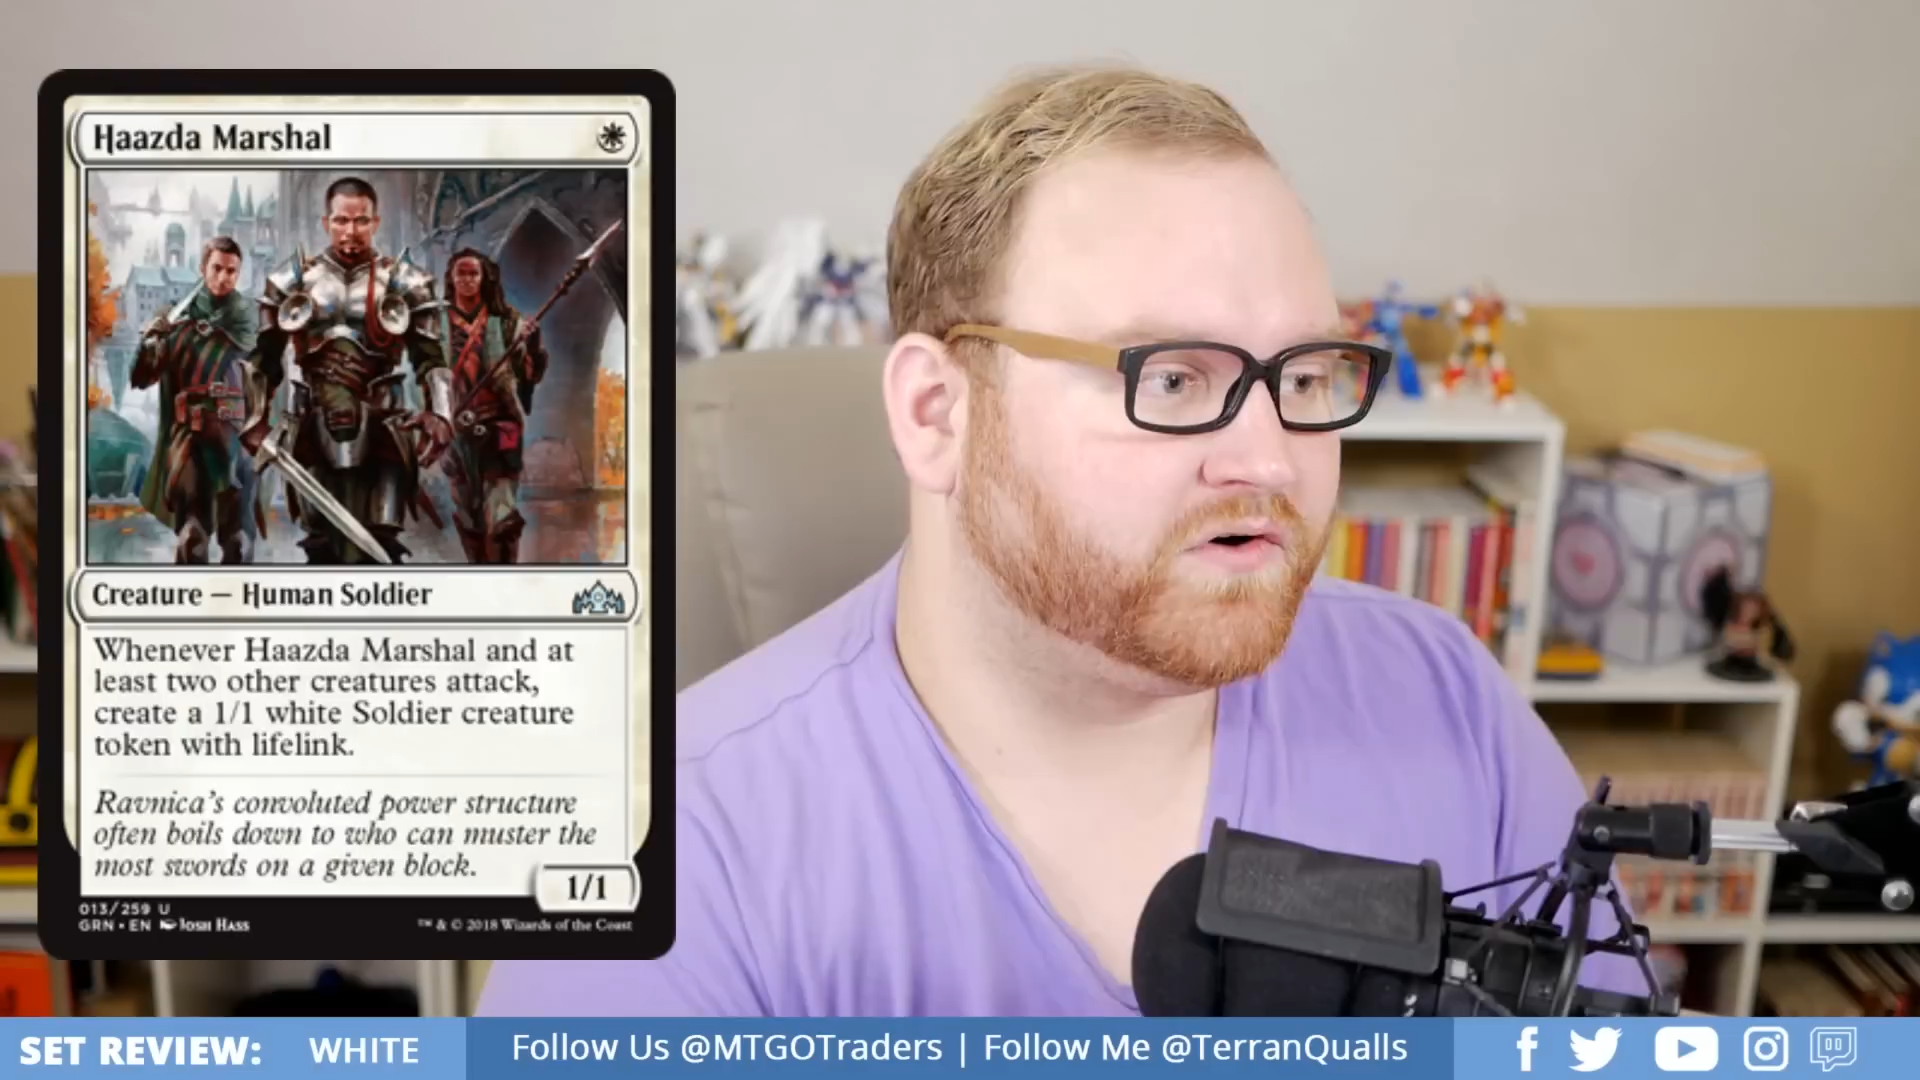 Haazda Marshal
Creature — Human Soldier
Whenever Haazda Marshal and at
least two other creatures attack,
create a 1/1 white Soldier creature
token with lifelink.
Ravnica's convoluted power structure
often boils down to who can muster the
most swords on a given block.
1/1
013/259 U
GRN • EN Josh Hass
™ & © 2018 Wizards of the Coast
SET REVIEW: WHITE
Follow Us @MTGOTraders | Follow Me @TerranQualls